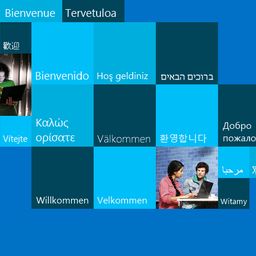 Bienvenue
Tervetuloa
歡迎
Bienvenido
Hoş geldiniz
ברוכים הבאים
Vítejte
Καλώς
ορίσατε
Välkommen
환영합니다
Добро
пожало
مرحبا
Willkommen
Velkommen
Witamy